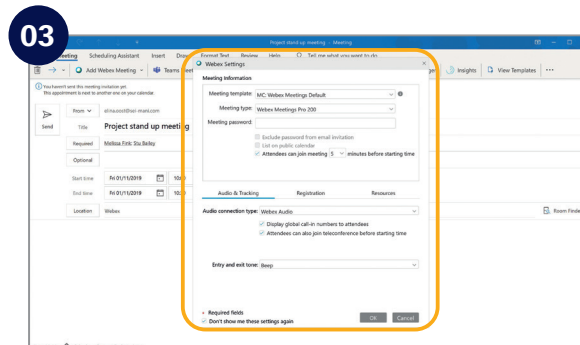 03
Project stand up meeting - Meeting
Scheduling Assistant Insert Draw Format Text Review Help Tell me what you want to do
Add Webex Meeting Teams Insights View Templates
You haven't sent this meeting invitation yet.
This appointment is next to another one on your calendar.
Send
From
Title Project stand up meeting
Required Melissa Fink; Stu Bailey
Optional
Start time Fri 01/11/2019
End time Fri 01/11/2019
Location Webex
Room Finder
Webex Settings
Meeting Information
Meeting template: MC: Webex Meetings Default
Meeting type: Webex Meetings Pro 200
Meeting password:
Exclude password from email invitation
List on public calendar
Attendees can join meeting 5 minutes before starting time
Audio & Tracking Registration Resources
Audio connection type: Webex Audio
Display global call-in numbers to attendees
Attendees can also join teleconference before starting time
Entry and exit tone: Beep
Required fields
Don't show me these settings again
OK Cancel